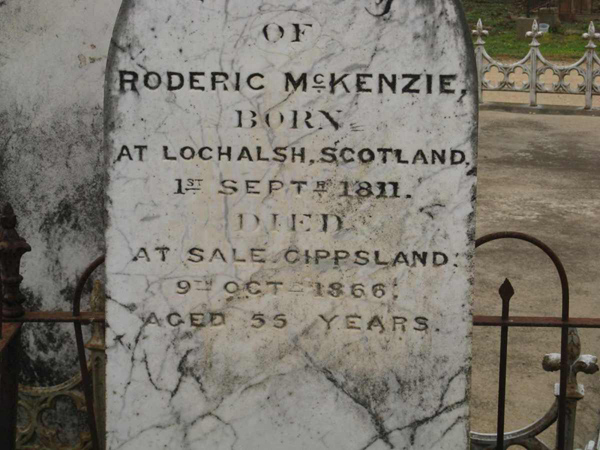 OF
RODERIC McKENZIE,
BORN
AT LOCHALSH, SCOTLAND.
1ST SEPTR 1811.
DIED
AT SALE GIPPSLAND.
9TH OCTR 1866.
AGED 55 YEARS.